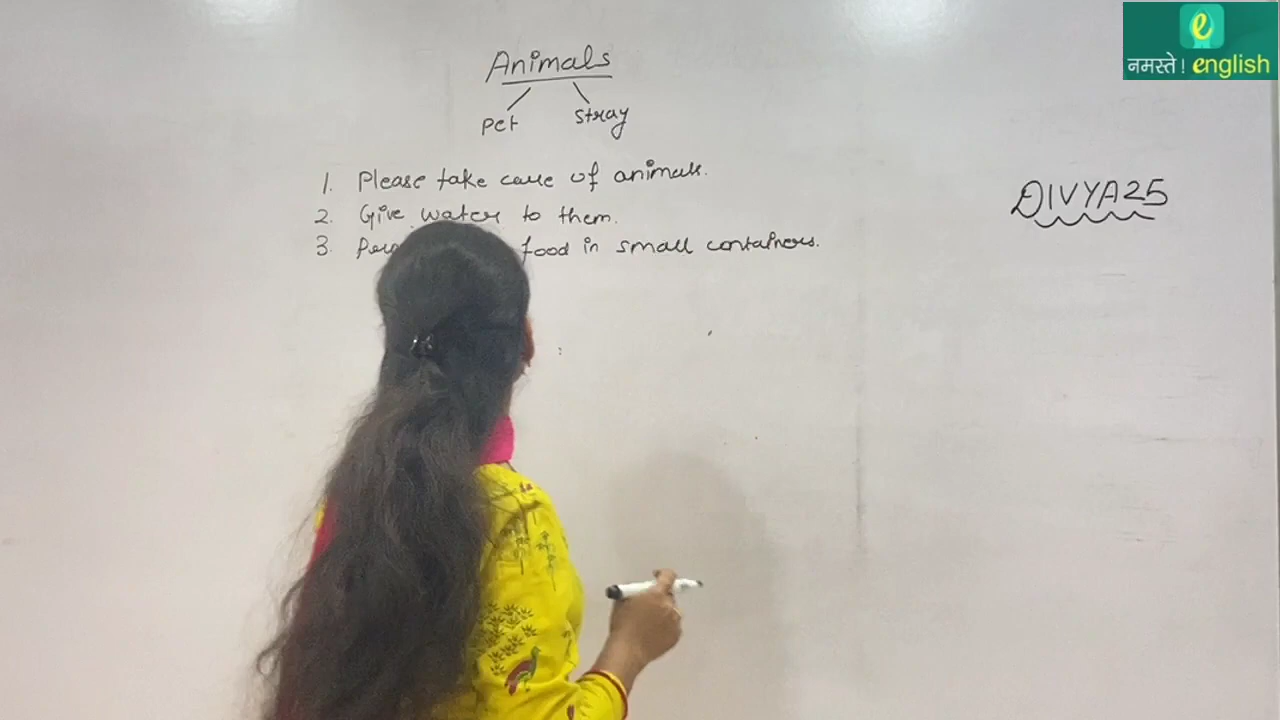 e
नमस्ते ! english
Animals
Pet Stray
DIVYA25
1. Please take care of animals.
2. Give water to them.
3. food in small containers.